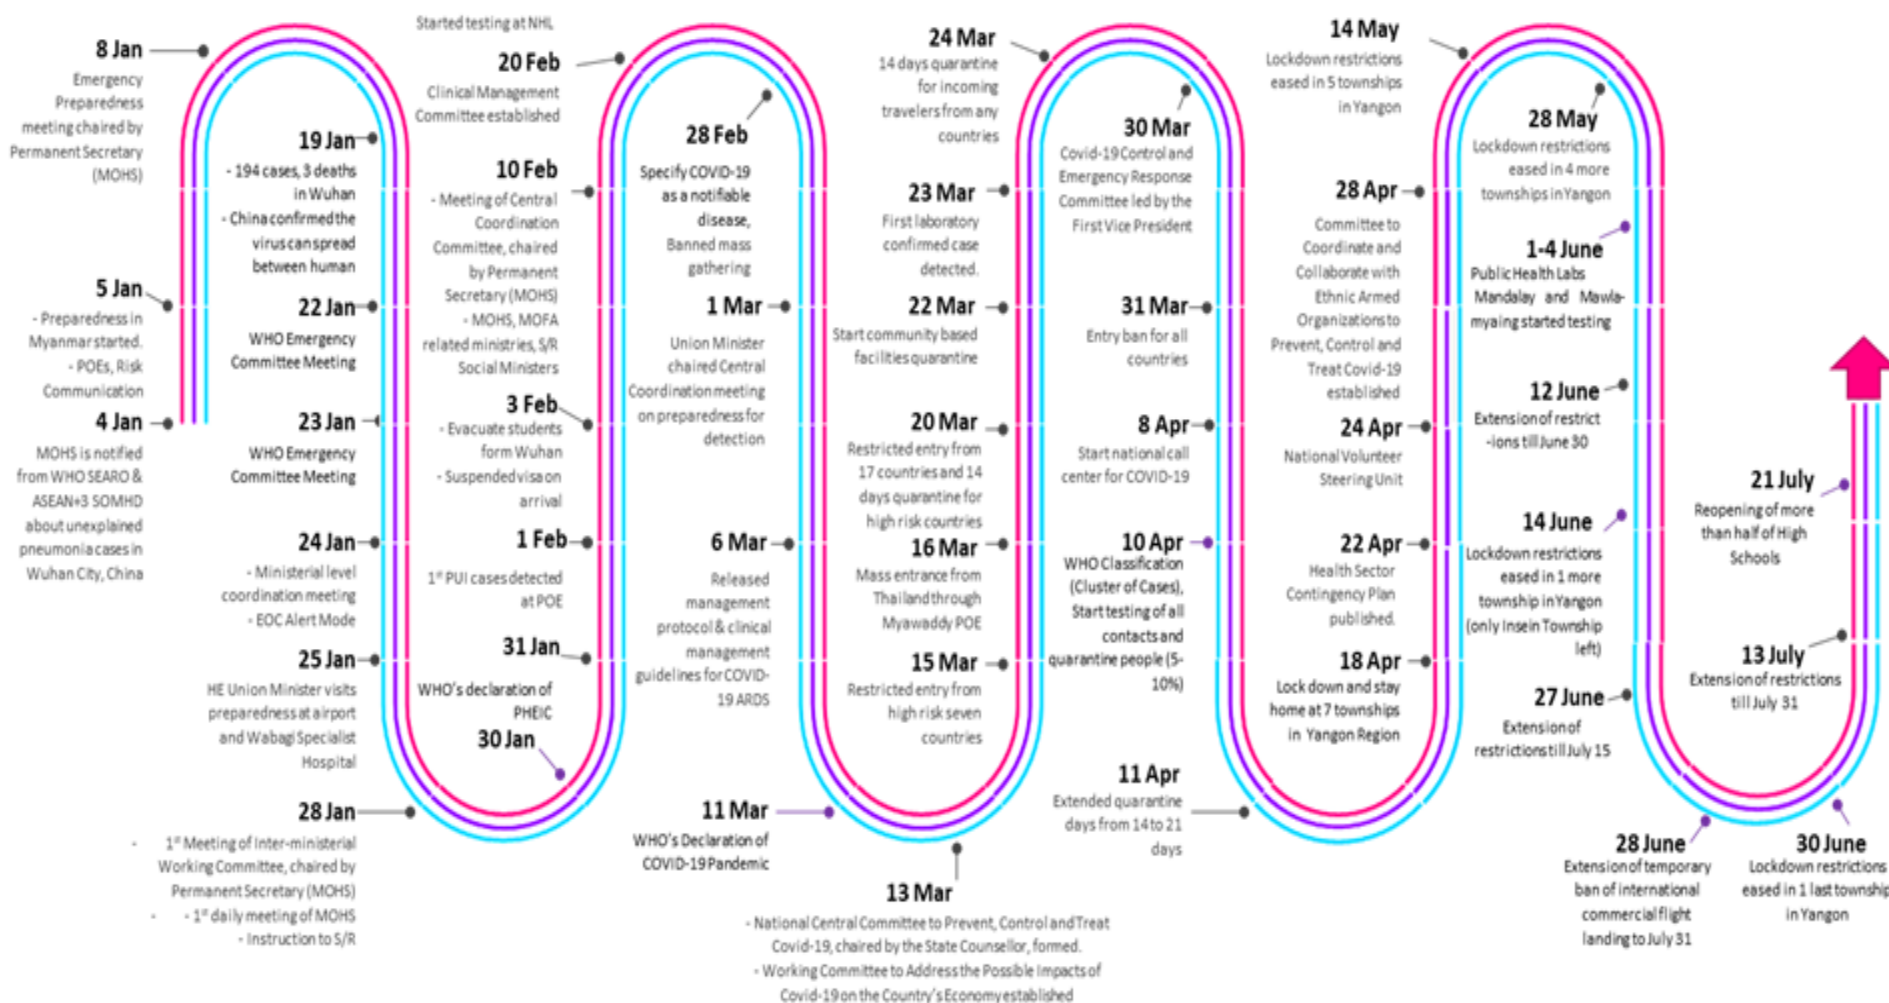 8 Jan
Emergency
Preparedness
meeting chaired by
Permanent Secretary
(MOHS)
5 Jan
- Preparedness in
Myanmar started.
- POEs, Risk
Communication
4 Jan
MOHS is notified
from WHO SEARO &
ASEAN+3 SOMHD
about unexplained
pneumonia cases in
Wuhan City, China
19 Jan
- 194 cases, 3 deaths
in Wuhan
- China confirmed the
virus can spread
between human
22 Jan
WHO Emergency
Committee Meeting
23 Jan
WHO Emergency
Committee Meeting
24 Jan
- Ministerial level
coordination meeting
- EOC Alert Mode
25 Jan
HE Union Minister visits
preparedness at airport
and Wabagi Specialist
Hospital
28 Jan
- 1st Meeting of Inter-ministerial
Working Committee, chaired by
Permanent Secretary (MOHS)
- - 1st daily meeting of MOHS
- Instruction to S/R
Started testing at NHL
20 Feb
Clinical Management
Committee established
10 Feb
- Meeting of Central
Coordination
Committee, chaired
by Permanent
Secretary (MOHS)
- MOHS, MOFA
related ministries, S/R
Social Ministers
3 Feb
- Evacuate students
form Wuhan
- Suspended visa on
arrival
1 Feb
1st PUI cases detected
at POE
31 Jan
WHO's declaration of
PHEIC
30 Jan
28 Feb
Specify COVID-19
as a notifiable
disease,
Banned mass
gathering
1 Mar
Union Minister
chaired Central
Coordination meeting
on preparedness for
detection
6 Mar
Released
management
protocol & clinical
management
guidelines for COVID-
19 ARDS
11 Mar
WHO's Declaration of
COVID-19 Pandemic
13 Mar
- National Central Committee to Prevent, Control and Treat
Covid-19, chaired by the State Counsellor, formed.
- Working Committee to Address the Possible Impacts of
Covid-19 on the Country's Economy established
24 Mar
14 days quarantine
for incoming
travelers from any
countries
23 Mar
First laboratory
confirmed case
detected.
22 Mar
Start community based
facilities quarantine
20 Mar
Restricted entry from
17 countries and 14
days quarantine for
high risk countries
16 Mar
Mass entrance from
Thailand through
Myawaddy POE
15 Mar
Restricted entry from
high risk seven
countries
30 Mar
Covid-19 Control and
Emergency Response
Committee led by the
First Vice President
31 Mar
Entry ban for all
countries
8 Apr
Start national call
center for COVID-19
10 Apr
WHO Classification
(Cluster of Cases),
Start testing of all
contacts and
quarantine people (5-
10%)
11 Apr
Extended quarantine
days from 14 to 21
days
14 May
Lockdown restrictions
eased in 5 townships
in Yangon
28 Apr
Committee to
Coordinate and
Collaborate with
Ethnic Armed
Organizations to
Prevent, Control and
Treat Covid-19
established
24 Apr
National Volunteer
Steering Unit
22 Apr
Health Sector
Contingency Plan
published.
18 Apr
Lock down and stay
home at 7 townships
in Yangon Region
28 May
Lockdown restrictions
eased in 4 more
townships in Yangon
1-4 June
Public Health Labs
Mandalay and Mawla-
myaing started testing
12 June
Extension of restrict
-ions till June 30
14 June
Lockdown restrictions
eased in 1 more
township in Yangon
(only Insein Township
left)
27 June
Extension of
restrictions till July 15
28 June
Extension of temporary
ban of international
commercial flight
landing to July 31
30 June
Lockdown restrictions
eased in 1 last township
in Yangon
21 July
Reopening of more
than half of High
Schools
13 July
Extension of restrictions
till July 31